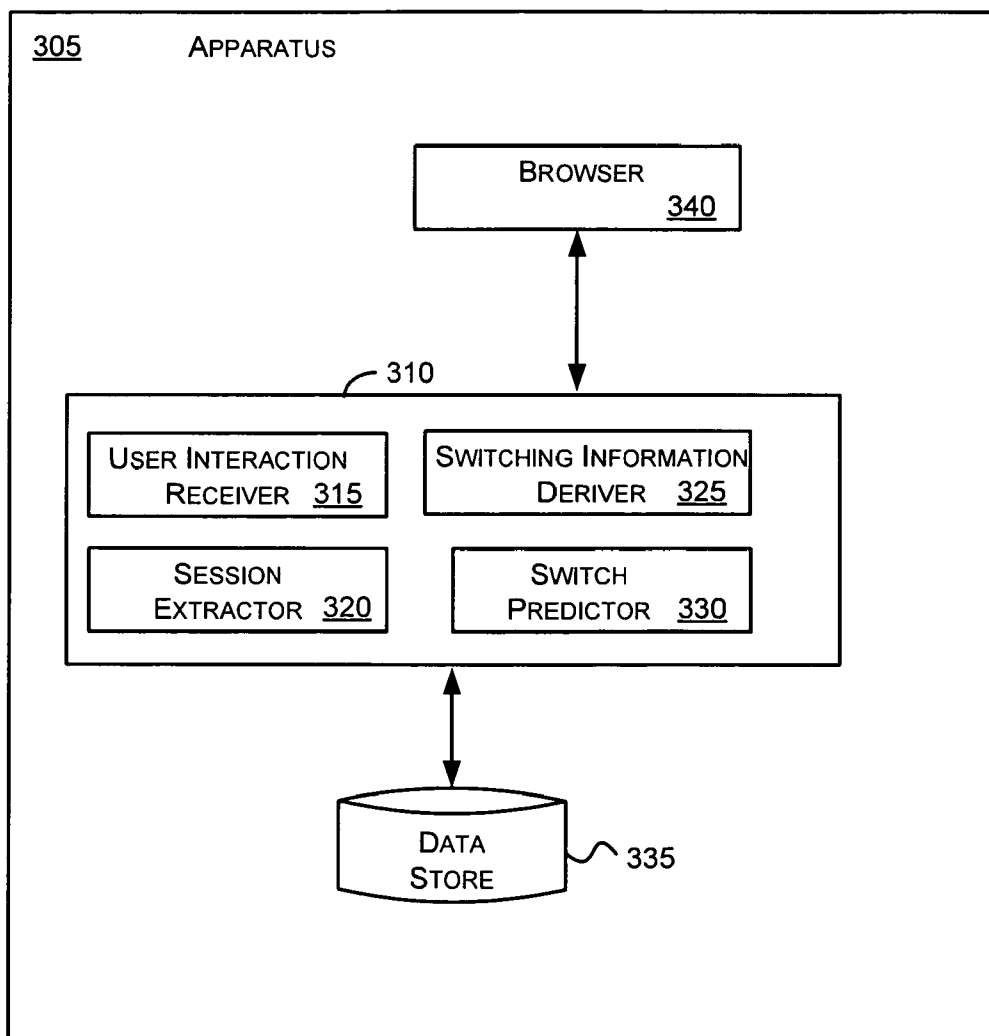 305 APPARATUS
BROWSER
340
310
USER INTERACTION
RECEIVER 315
SWITCHING INFORMATION
DERIVER 325
SESSION
EXTRACTOR 320
SWITCH
PREDICTOR 330
DATA
STORE
335